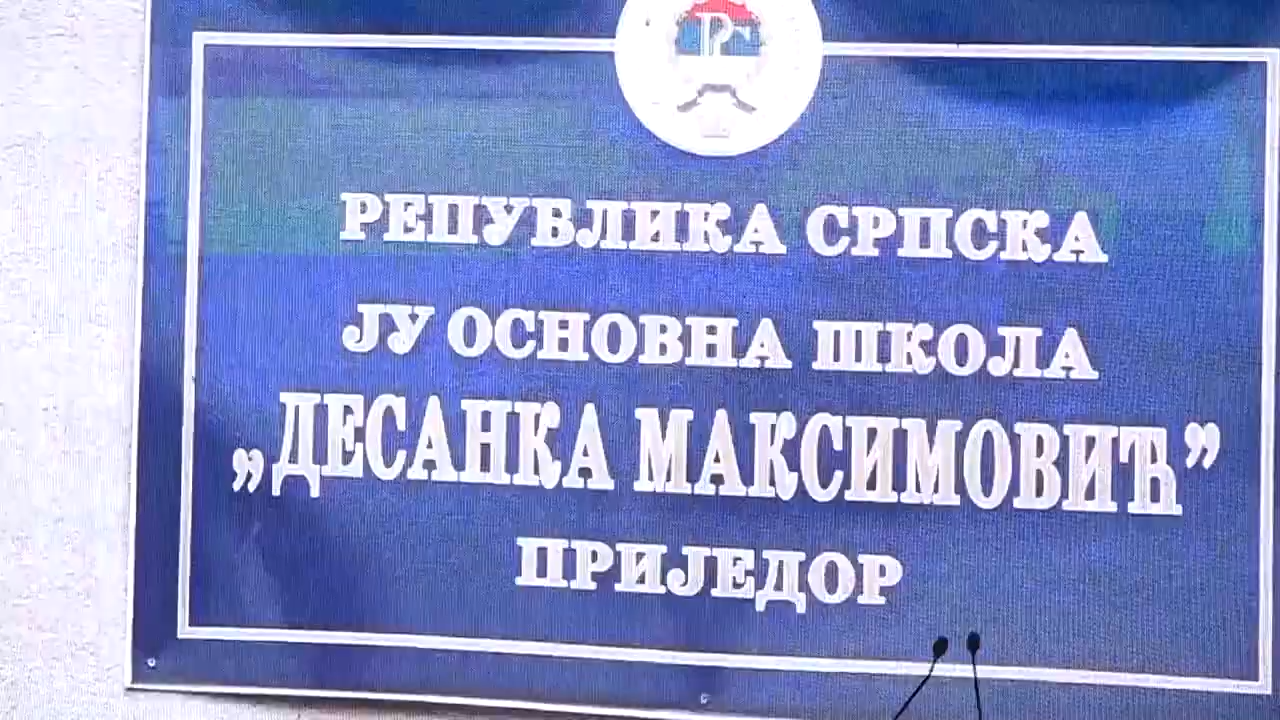 РЕПУБЛИКА СРПСКА
ЈУ ОСНОВНА ШКОЛА
„ДЕСАНКА МАКСИМОВИЋ”
ПРИЈЕДОР